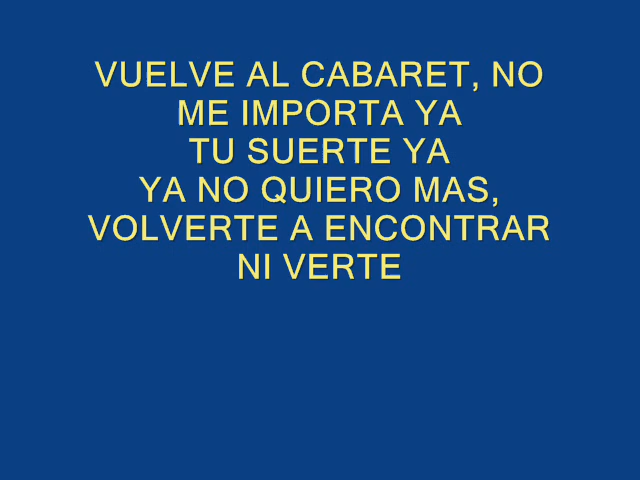 VUELVE AL CABARET, NO
ME IMPORTA YA
TU SUERTE YA
YA NO QUIERO MAS,
VOLVERTE A ENCONTRAR
NI VERTE